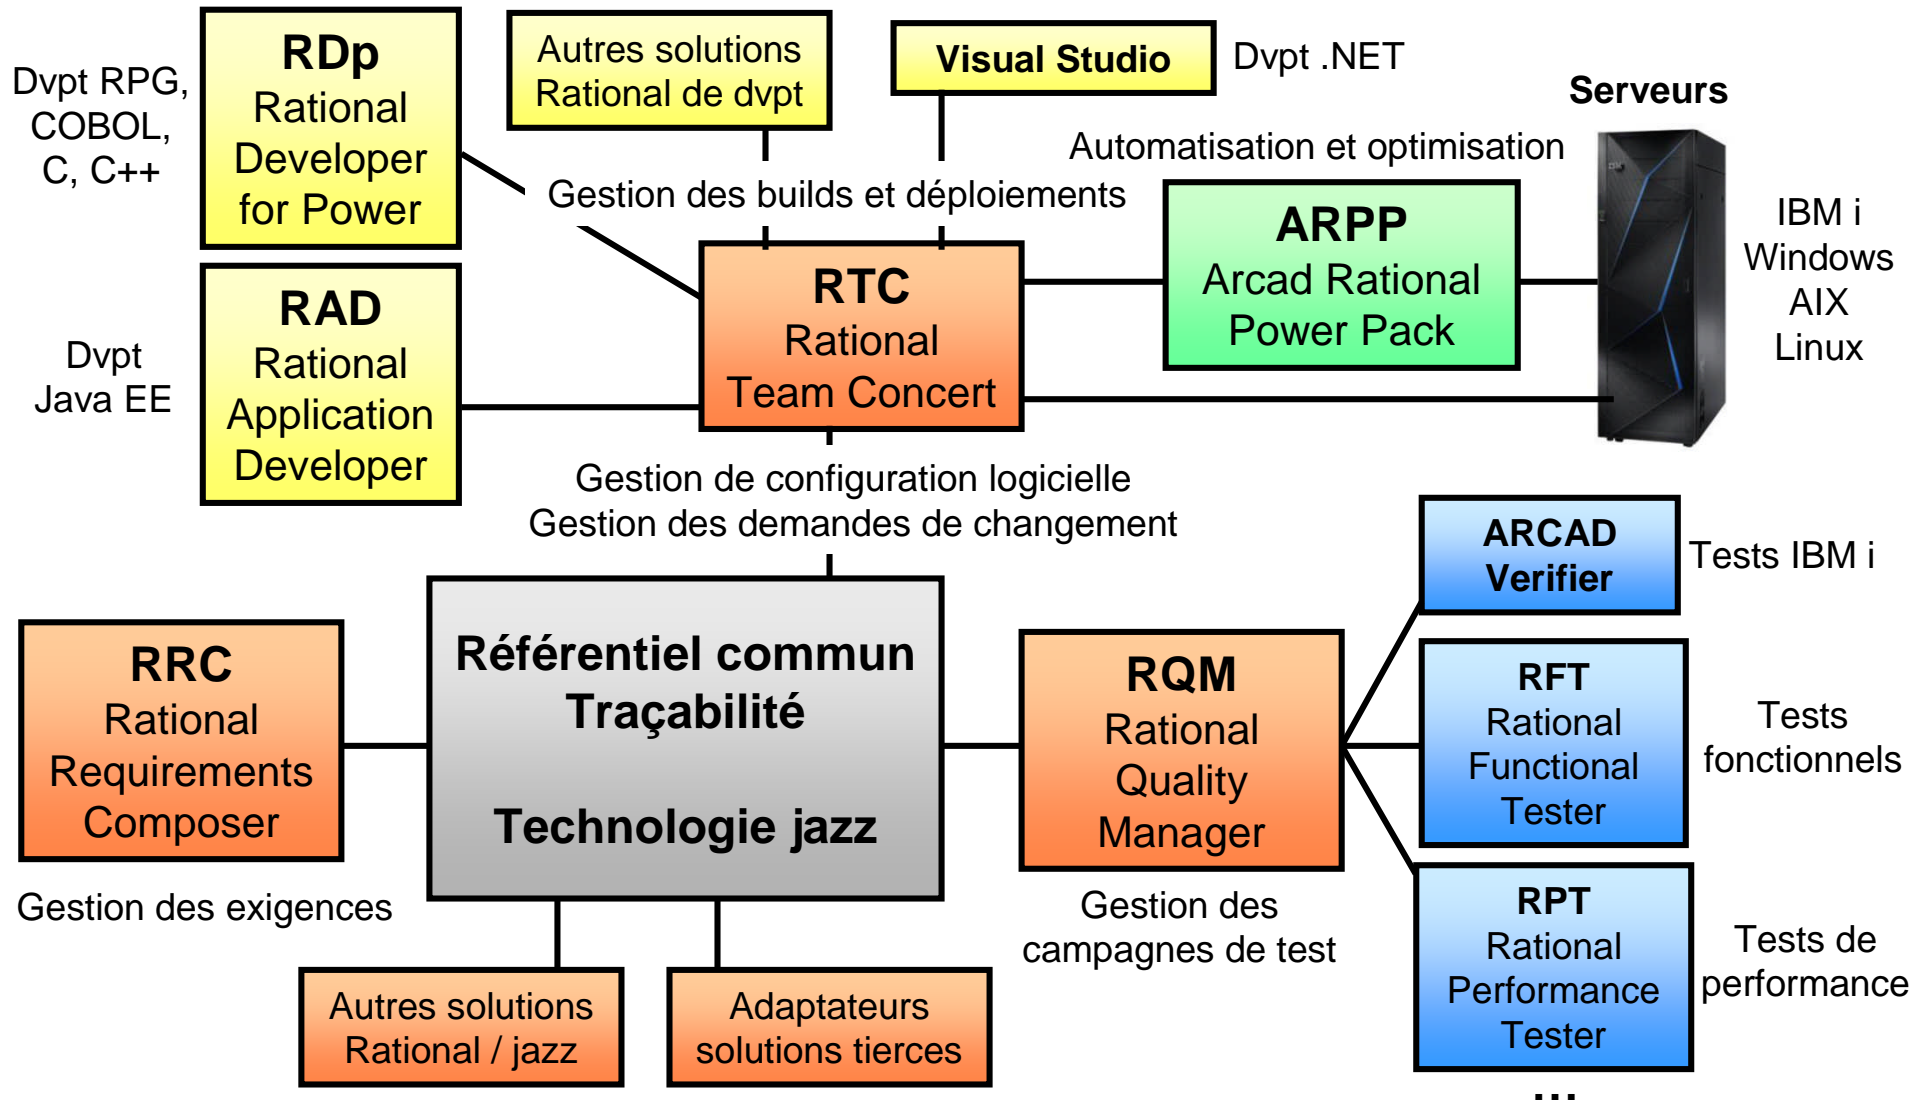 RDp
Rational
Developer
for Power
Dvpt RPG,
COBOL,
C, C++
Autres solutions
Rational de dvpt
Visual Studio
Dvpt .NET
Serveurs
Automatisation et optimisation
Gestion des builds et déploiements
ARPP
Arcad Rational
Power Pack
IBM i
Windows
AIX
Linux
RAD
Rational
Application
Developer
Dvpt
Java EE
RTC
Rational
Team Concert
Gestion de configuration logicielle
Gestion des demandes de changement
ARCAD
Verifier
Tests IBM i
RRC
Rational
Requirements
Composer
Gestion des exigences
Référentiel commun
Traçabilité
Technologie jazz
RQM
Rational
Quality
Manager
Gestion des
campagnes de test
RFT
Rational
Functional
Tester
Tests
fonctionnels
RPT
Rational
Performance
Tester
Tests de
performance
Autres solutions
Rational / jazz
Adaptateurs
solutions tierces
...